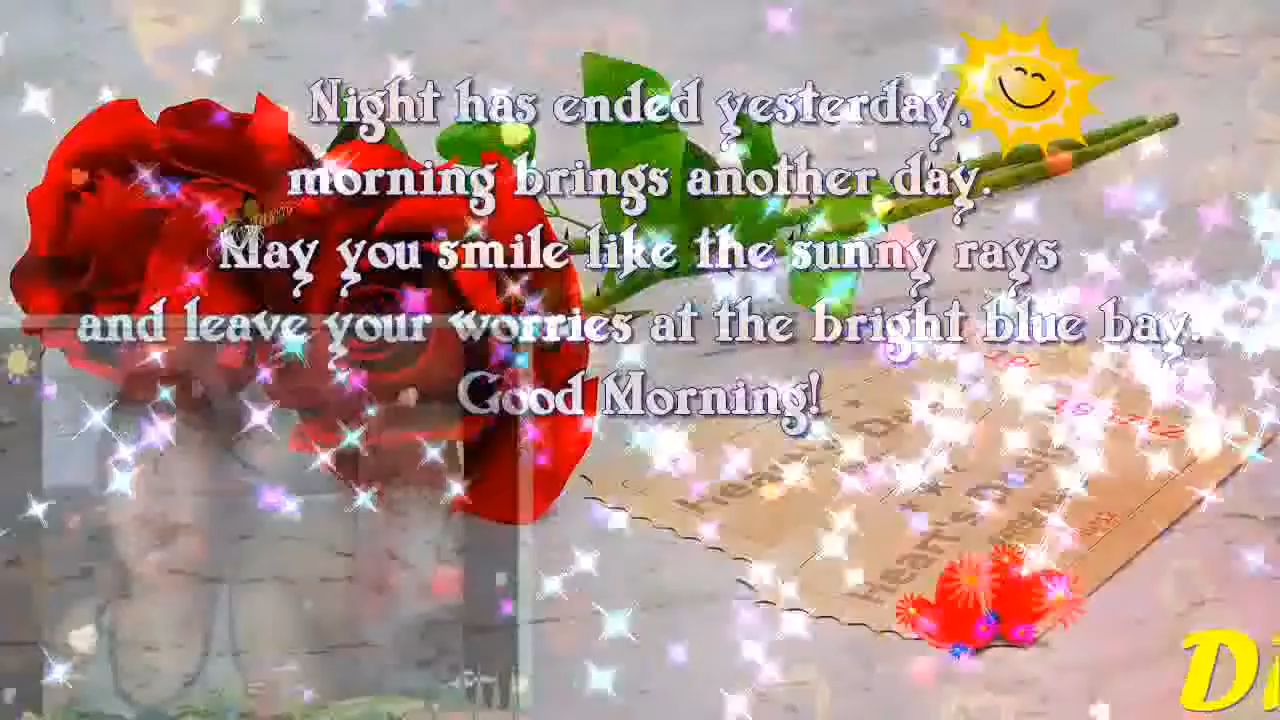 Night has ended yesterday,
morning brings another day.
May you smile like the sunny rays
and leave your worries at the bright blue bay.
Good Morning!
Di